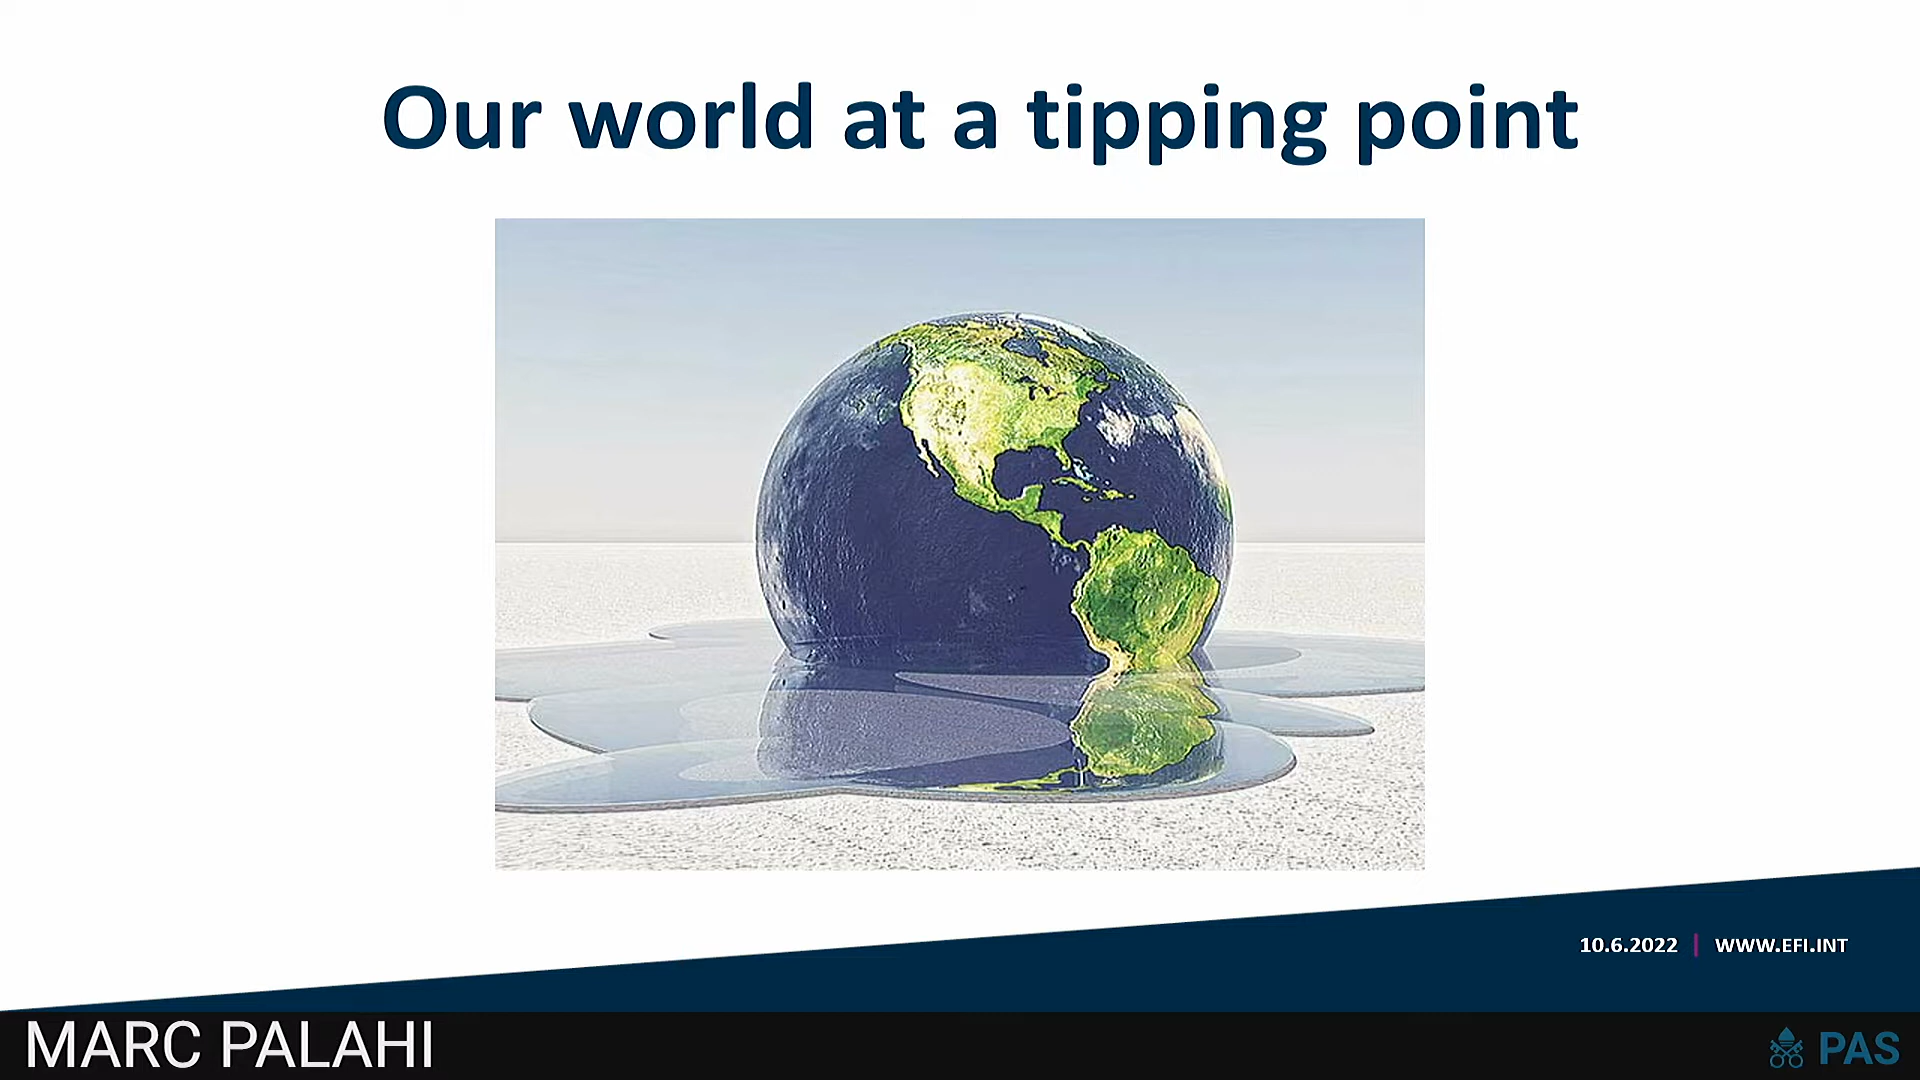 Our world at a tipping point
10.6.2022 | WWW.EFI.INT
MARC PALAHI
PAS